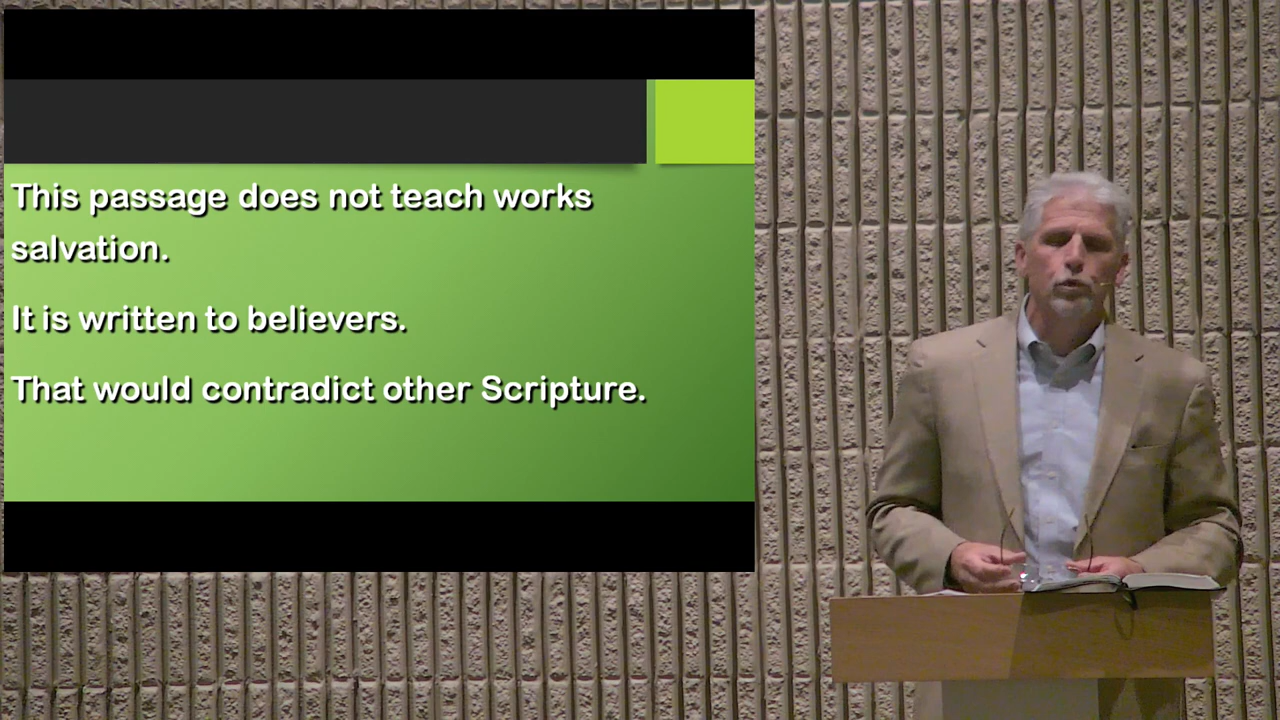 This passage does not teach works
salvation.
It is written to believers.
That would contradict other Scripture.